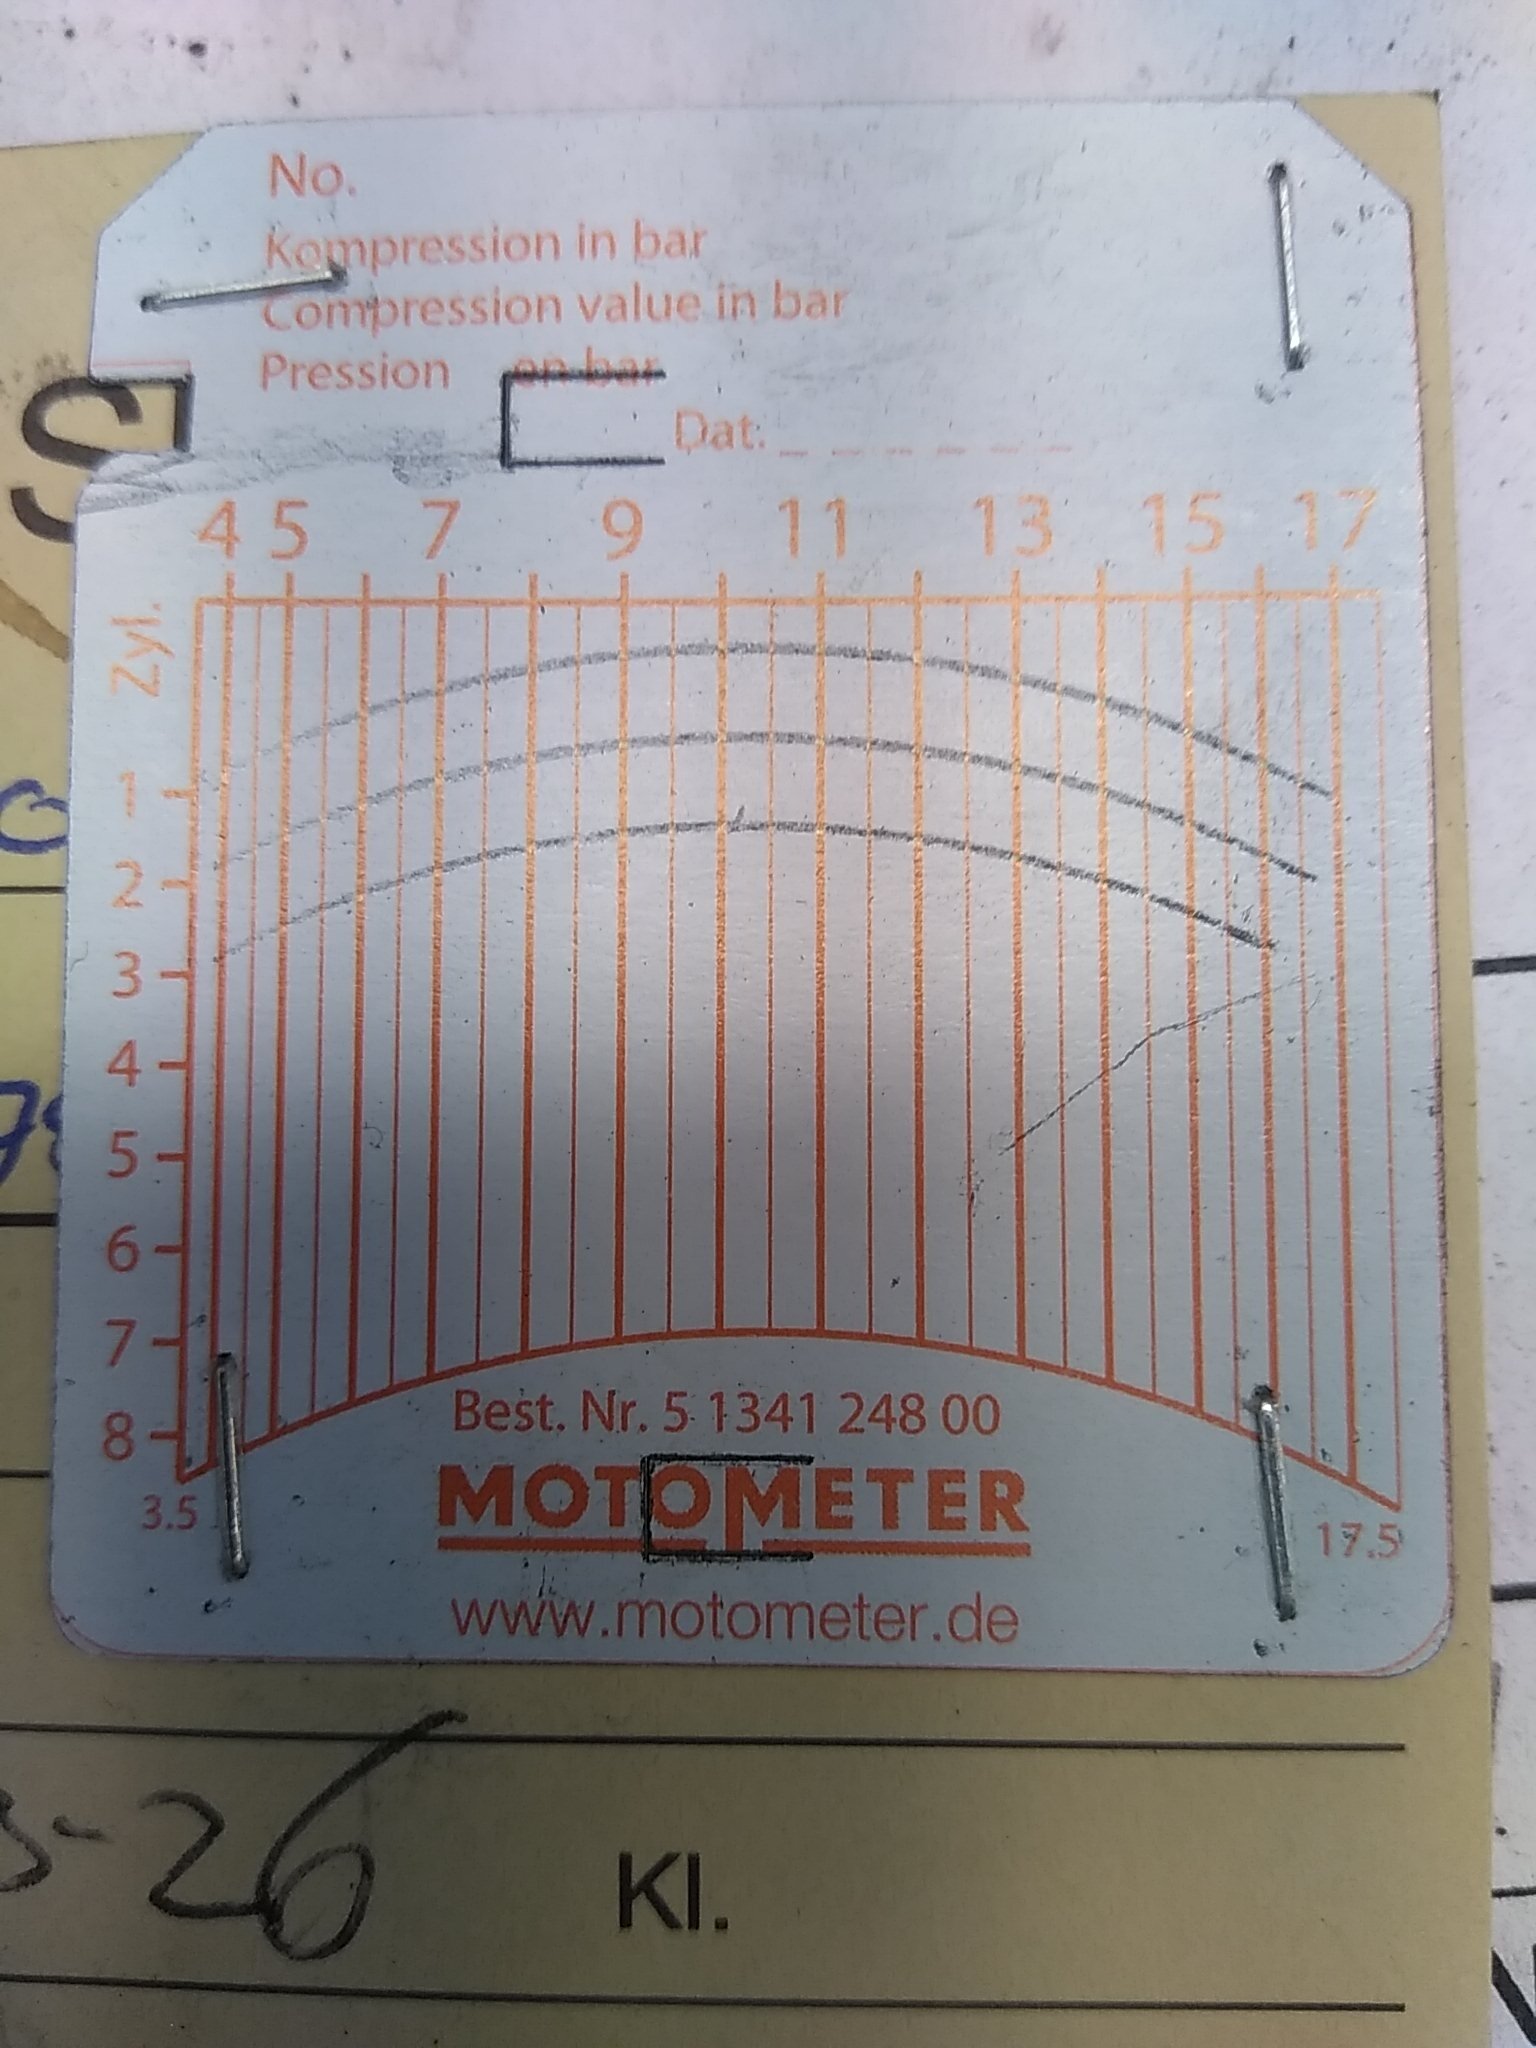 No.
Kompression in bar
Compression value in bar
Pression en bar
Dat.
4 5 7 9 11 13 15 17
Zyl.
1
2
3
4
5
6
7
8
3.5
17.5
Best. Nr. 5 1341 248 00
MOTOMETER
www.motometer.de
-26
Kl.